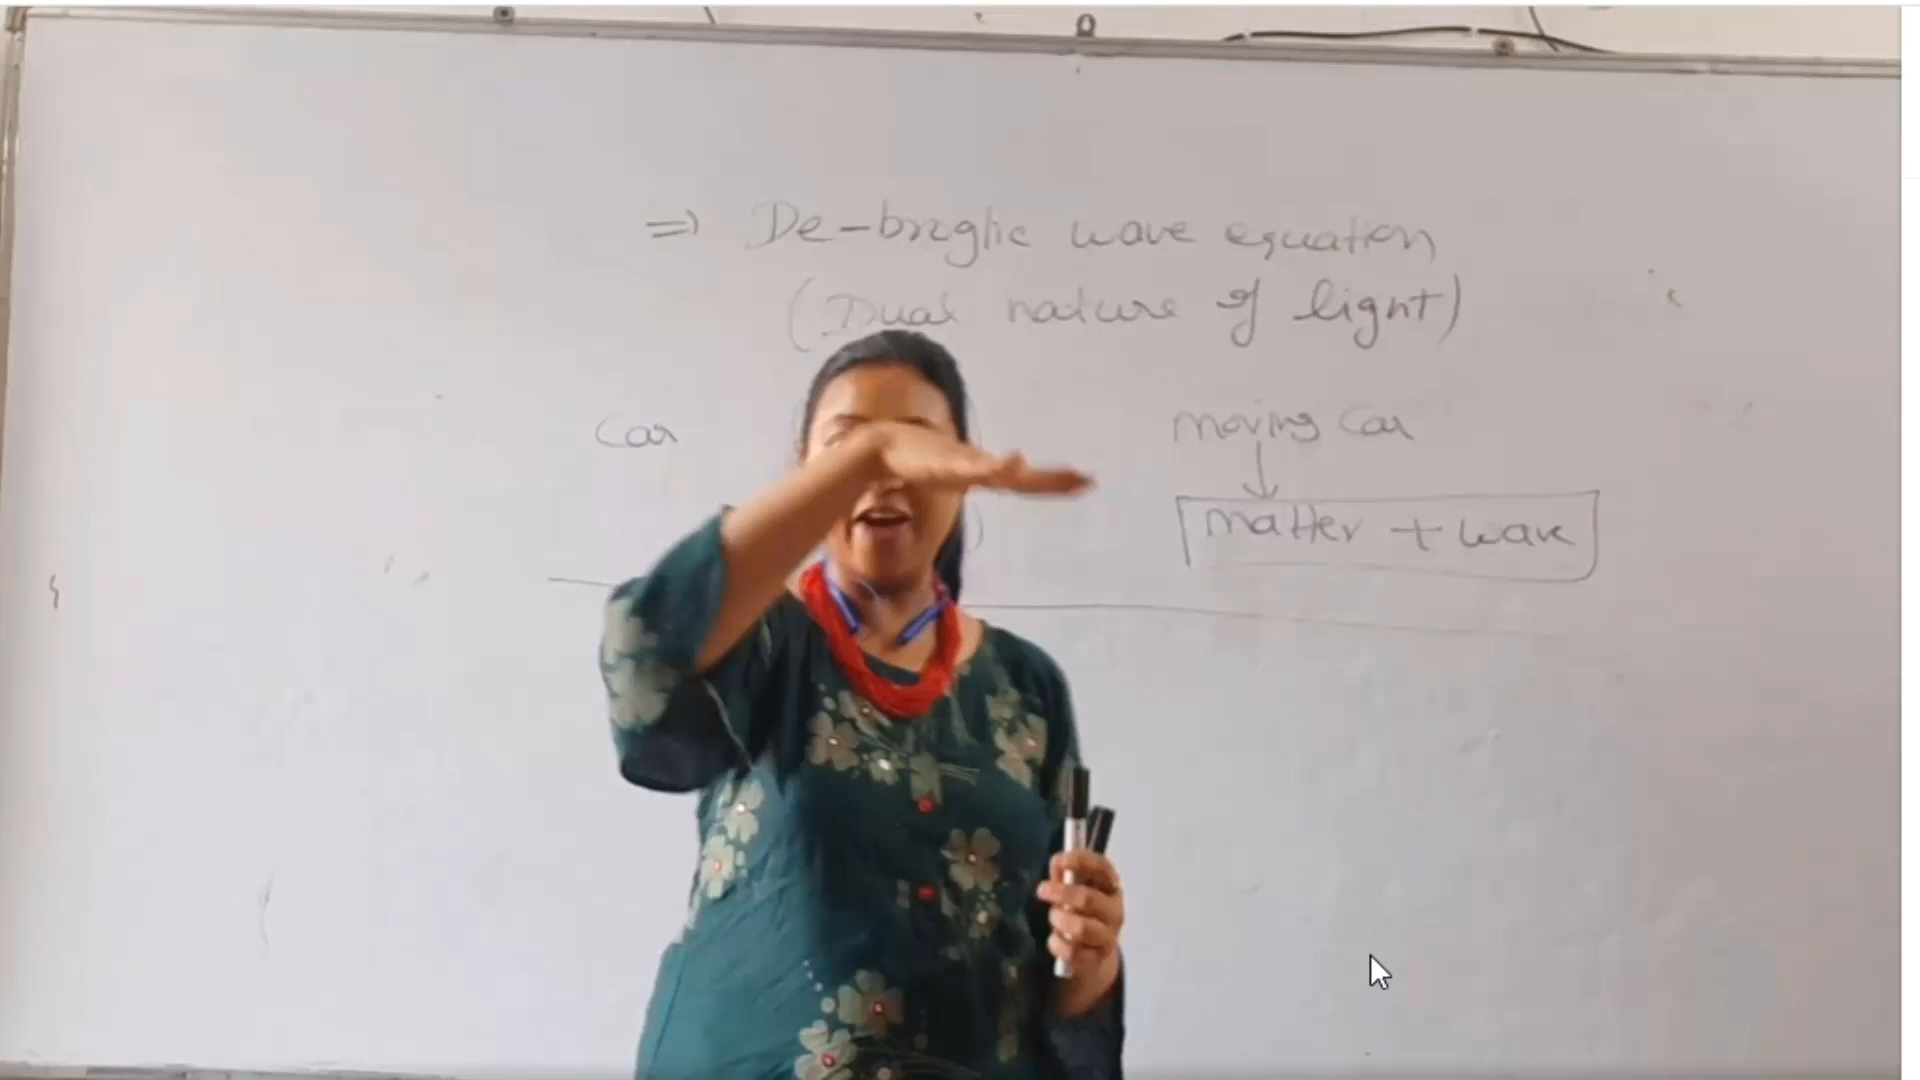 ⇒ De-broglie wave equation
(Dual nature of light)
Car moving Car
↓
matter + wave